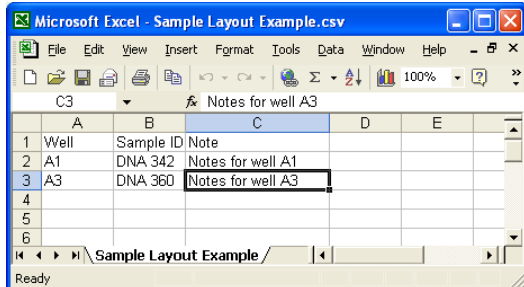 Microsoft Excel - Sample Layout Example.csv
File Edit View Insert Format Tools Data Window Help
Σ 100% ?
C3 fx Notes for well A3
A B C D E
1 Well Sample ID Note
2 A1 DNA 342 Notes for well A1
3 A3 DNA 360 Notes for well A3
4
5
6
Sample Layout Example
Ready